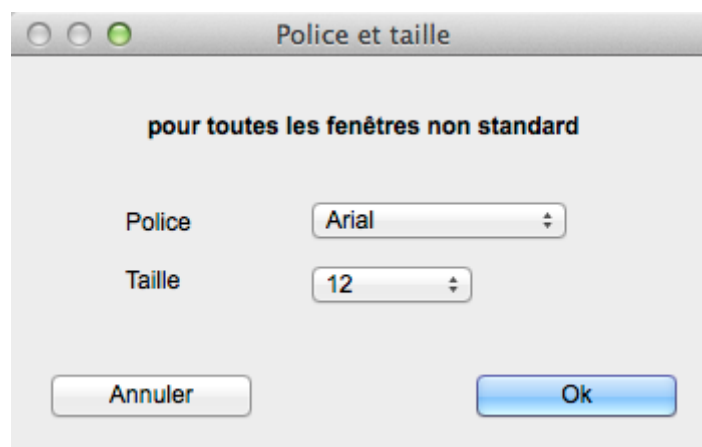 Police et taille
pour toutes les fenêtres non standard
Police Arial
Taille 12
Annuler Ok